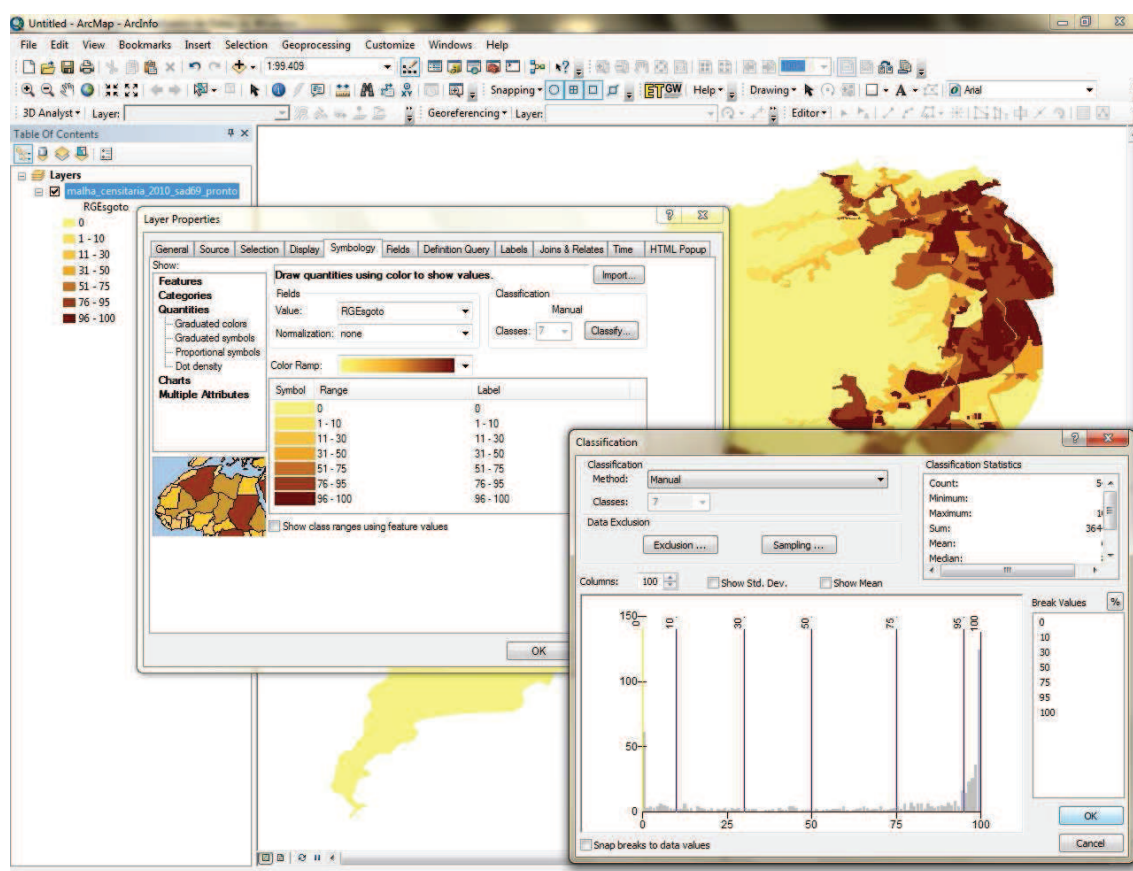 Untitled - ArcMap - ArcInfo
File Edit View Bookmarks Insert Selection Geoprocessing Customize Windows Help
1:99.409
Snapping ET GW Help Drawing A Arial
3D Analyst Layer: Georeferencing Layer: Editor
Table Of Contents
Layers
malha_censitaria_2010_sad69_pronto
RGEsgoto
0
1 - 10
11 - 30
31 - 50
51 - 75
76 - 95
96 - 100
Layer Properties
General Source Selection Display Symbology Fields Definition Query Labels Joins & Relates Time HTML Popup
Show:
Features
Categories
Quantities
Graduated colors
Graduated symbols
Proportional symbols
Dot density
Charts
Multiple Attributes
Draw quantities using color to show values.
Import...
Fields
Value: RGEsgoto
Normalization: none
Classification
Manual
Classes: 7 Classify...
Color Ramp:
Symbol Range Label
0 0
1 - 10 1 - 10
11 - 30 11 - 30
31 - 50 31 - 50
51 - 75 51 - 75
76 - 95 76 - 95
96 - 100 96 - 100
Show class ranges using feature values
OK
Classification
Classification
Method: Manual
Classes: 7
Data Exclusion
Exclusion ... Sampling ...
Classification Statistics
Count:
Minimum:
Maximum:
Sum: 364
Mean:
Median:
Columns: 100 Show Std. Dev. Show Mean
Break Values %
0
10
30
50
75
95
100
0 10 30 50 75 95 100
150
100
50
0
0 25 50 75 100
Snap breaks to data values
OK
Cancel